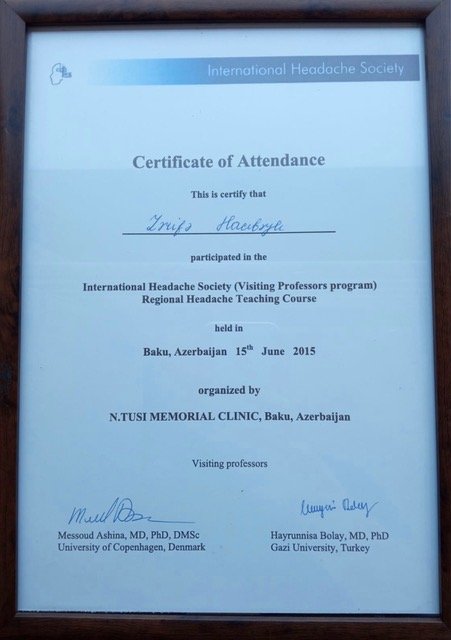 International Headache Society
Certificate of Attendance
This is certify that
participated in the
International Headache Society (Visiting Professors program)
Regional Headache Teaching Course
held in
Baku, Azerbaijan 15th June 2015
organized by
N.TUSI MEMORIAL CLINIC, Baku, Azerbaijan
Visiting professors
Messoud Ashina, MD, PhD, DMSc
University of Copenhagen, Denmark
Hayrunnisa Bolay, MD, PhD
Gazi University, Turkey